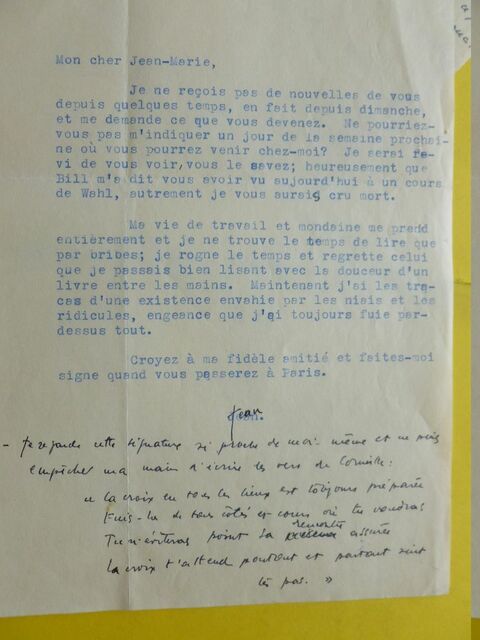 Mon cher Jean-Marie,
Je ne reçois pas de nouvelles de vous
depuis quelques temps, en fait depuis dimanche,
et me demande ce que vous devenez. Ne pourriez-
vous pas m'indiquer un jour de la semaine prochai-
ne où vous pourrez venir chez-moi? Je serai ra-
vi de vous voir, vous le savez; heureusement que
Bill m'a dit vous avoir vu aujourd'hui à un cours
de Wahl, autrement je vous aurais cru mort.
Ma vie de travail et mondaine me prend
entièrement et je ne trouve le temps de lire que
par bribes; je rogne le temps et regrette celui
que je passais bien lisant avec la douceur d'un
livre entre les mains. Maintenant j'ai les tra-
cas d'une existence envahie par les niais et les
ridicules, engeance que j'ai toujours fuie par-
dessus tout.
Croyez à ma fidèle amitié et faites-moi
signe quand vous passerez à Paris.
Jean
- Je regarde cette signature si proche de moi-même et ne puis
empêcher ma main d'écrire les vers de Corneille:
« La croix en tous les lieux est toujours préparée
Fuis-la de tous côtés et cours où tu voudras
Tu n'éviteras point sa rencontre assurée
La croix t'attend partout et partout suit
tes pas. »